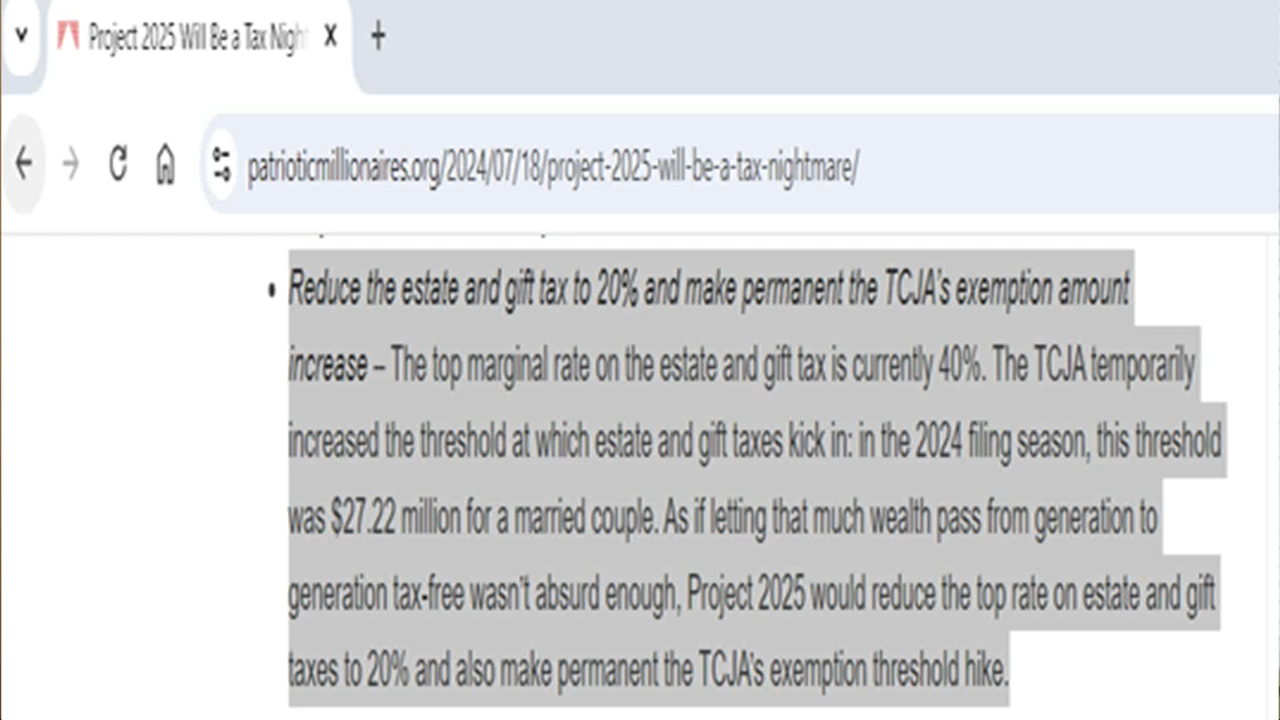 Project 2025 Will Be a Tax Nigh
patrioticmillionaires.org/2024/07/18/project-2025-will-be-a-tax-nightmare/
• Reduce the estate and gift tax to 20% and make permanent the TCJA's exemption amount
increase – The top marginal rate on the estate and gift tax is currently 40%. The TCJA temporarily
increased the threshold at which estate and gift taxes kick in: in the 2024 filing season, this threshold
was $27.22 million for a married couple. As if letting that much wealth pass from generation to
generation tax-free wasn't absurd enough, Project 2025 would reduce the top rate on estate and gift
taxes to 20% and also make permanent the TCJA's exemption threshold hike.